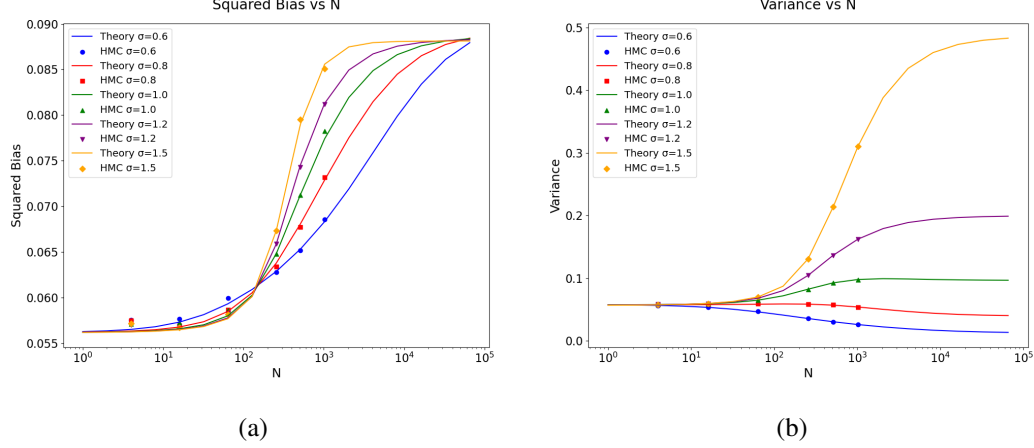 Squared Bias vs N
0.090
0.085
0.080
0.075
0.070
0.065
0.060
0.055
Squared Bias
Theory σ=0.6
HMC σ=0.6
Theory σ=0.8
HMC σ=0.8
Theory σ=1.0
HMC σ=1.0
Theory σ=1.2
HMC σ=1.2
Theory σ=1.5
HMC σ=1.5
10^0 10^1 10^2 10^3 10^4 10^5
N
(a)
Variance vs N
0.5
0.4
0.3
0.2
0.1
0.0
Variance
Theory σ=0.6
HMC σ=0.6
Theory σ=0.8
HMC σ=0.8
Theory σ=1.0
HMC σ=1.0
Theory σ=1.2
HMC σ=1.2
Theory σ=1.5
HMC σ=1.5
10^0 10^1 10^2 10^3 10^4 10^5
N
(b)